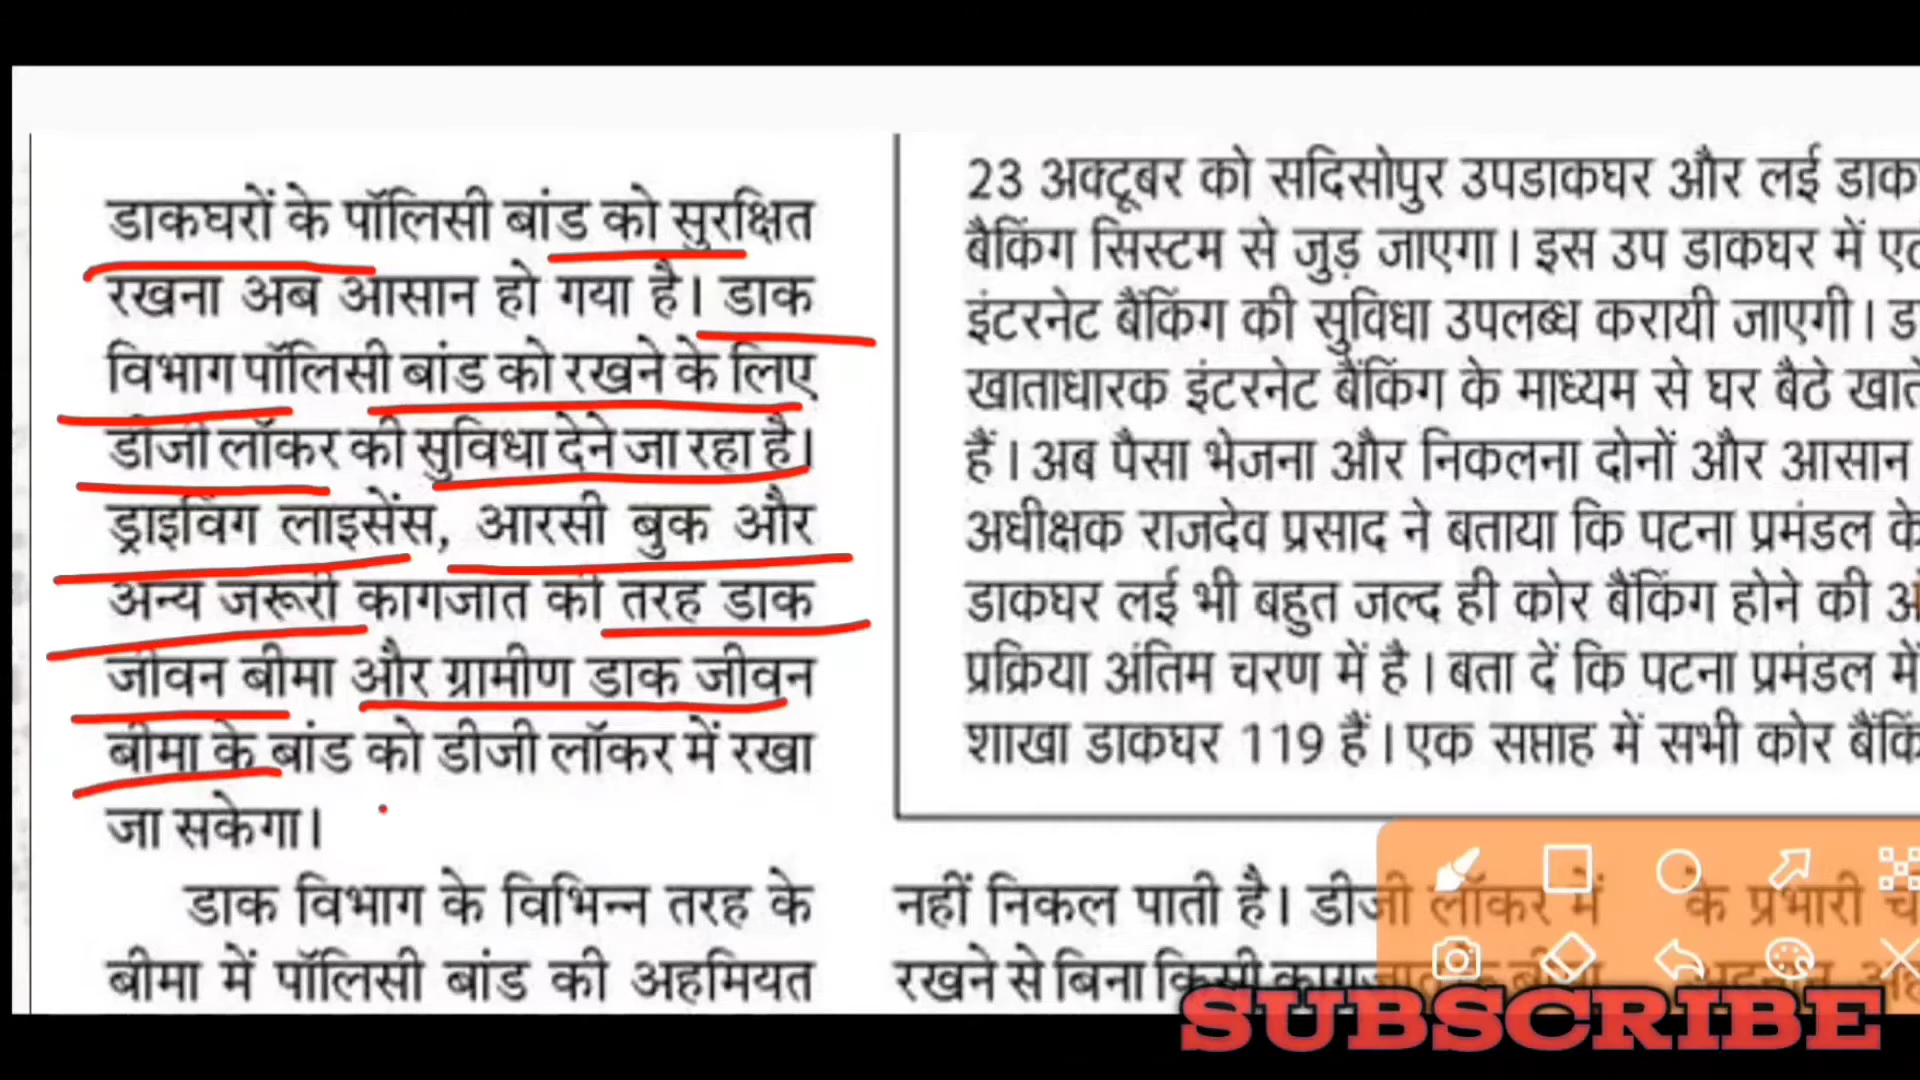 डाकघरों के पॉलिसी बांड को सुरक्षित
रखना अब आसान हो गया है। डाक
विभाग पॉलिसी बांड को रखने के लिए
डीजी लॉकर की सुविधा देने जा रहा है।
ड्राइविंग लाइसेंस, आरसी बुक और
अन्य जरूरी कागजात की तरह डाक
जीवन बीमा और ग्रामीण डाक जीवन
बीमा के बांड को डीजी लॉकर में रखा
जा सकेगा।
डाक विभाग के विभिन्न तरह के
बीमा में पॉलिसी बांड की अहमियत
23 अक्टूबर को सदिसोपुर उपडाकघर और लई डाक
बैकिंग सिस्टम से जुड़ जाएगा। इस उप डाकघर में
इंटरनेट बैंकिंग की सुविधा उपलब्ध करायी जाएगी।
खाताधारक इंटरनेट बैंकिंग के माध्यम से घर बैठे
हैं। अब पैसा भेजना और निकलना दोनों और आसान
अधीक्षक राजदेव प्रसाद ने बताया कि पटना प्रमंडल के
डाकघर लई भी बहुत जल्द ही कोर बैंकिंग होने की
प्रक्रिया अंतिम चरण में है। बता दें कि पटना प्रमंडल में
शाखा डाकघर 119 हैं। एक सप्ताह में सभी कोर
नहीं निकल पाती है। डीजी लॉकर में
रखने से बिना किसी
के प्रभारी
SUBSCRIBE